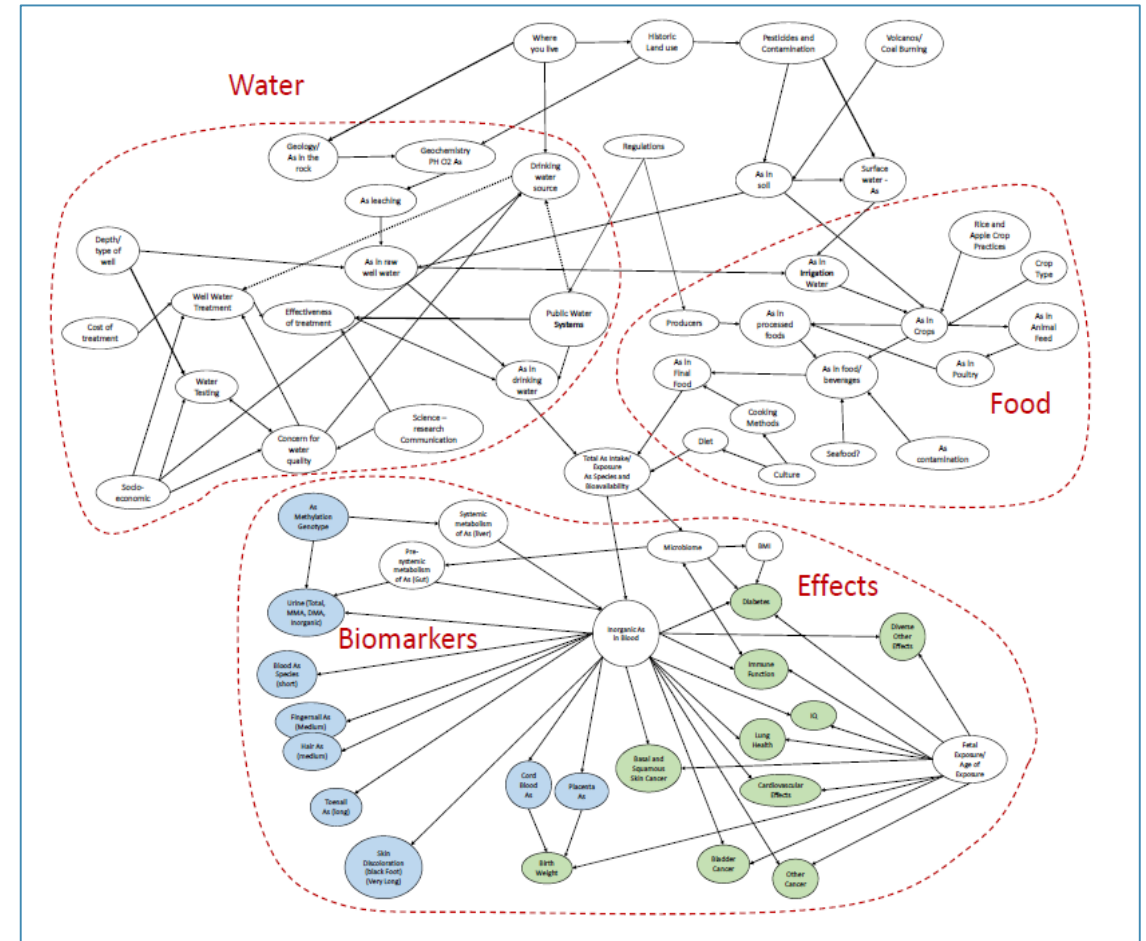 Where
you live
Historic
Land use
Pesticides and
Contamination
Volcanos/
Coal Burning
Water
Geology/
As in the
rock
Geochemistry
PH O2 As
Drinking
water
source
Regulations
As in
soil
Surface
water -
As
As leaching
Rice and
Apple Crop
Practices
Depth/
type of
well
As in raw
well water
As in
Irrigation
Water
Crop
Type
Well Water
Treatment
Effectiveness
of treatment
Public Water
Systems
Cost of
treatment
Producers
As in
processed
foods
As in
Crops
As in
Animal
Feed
As in
drinking
water
As in
Final
Food
As in food/
beverages
As in
Poultry
Food
Water
Testing
Cooking
Methods
Science –
research
Communication
Concern for
water
quality
Diet
Seafood?
As
contamination
Culture
Socio-
economic
Total As Intake/
Exposure
As Species and
Bioavailability
As
Methylation
Genotype
Systemic
metabolism
of As (liver)
Pre-
systemic
metabolism
of As (Gut)
Microbiome
BMI
Effects
Urine (Total,
MMA, DMA,
Inorganic)
Biomarkers
Inorganic As
in Blood
Diabetes
Diverse
Other
Effects
Blood As
Species
(short)
Immune
Function
Fingernail As
(Medium)
Hair As
(medium)
IQ
Lung
Health
Fetal
Exposure/
Age of
Exposure
Basal and
Squamous
Skin Cancer
Cord
Blood
As
Placenta
As
Cardiovascular
Effects
Toenail
As (long)
Skin
Discoloration
(black Foot)
(Very Long)
Birth
Weight
Bladder
Cancer
Other
Cancer